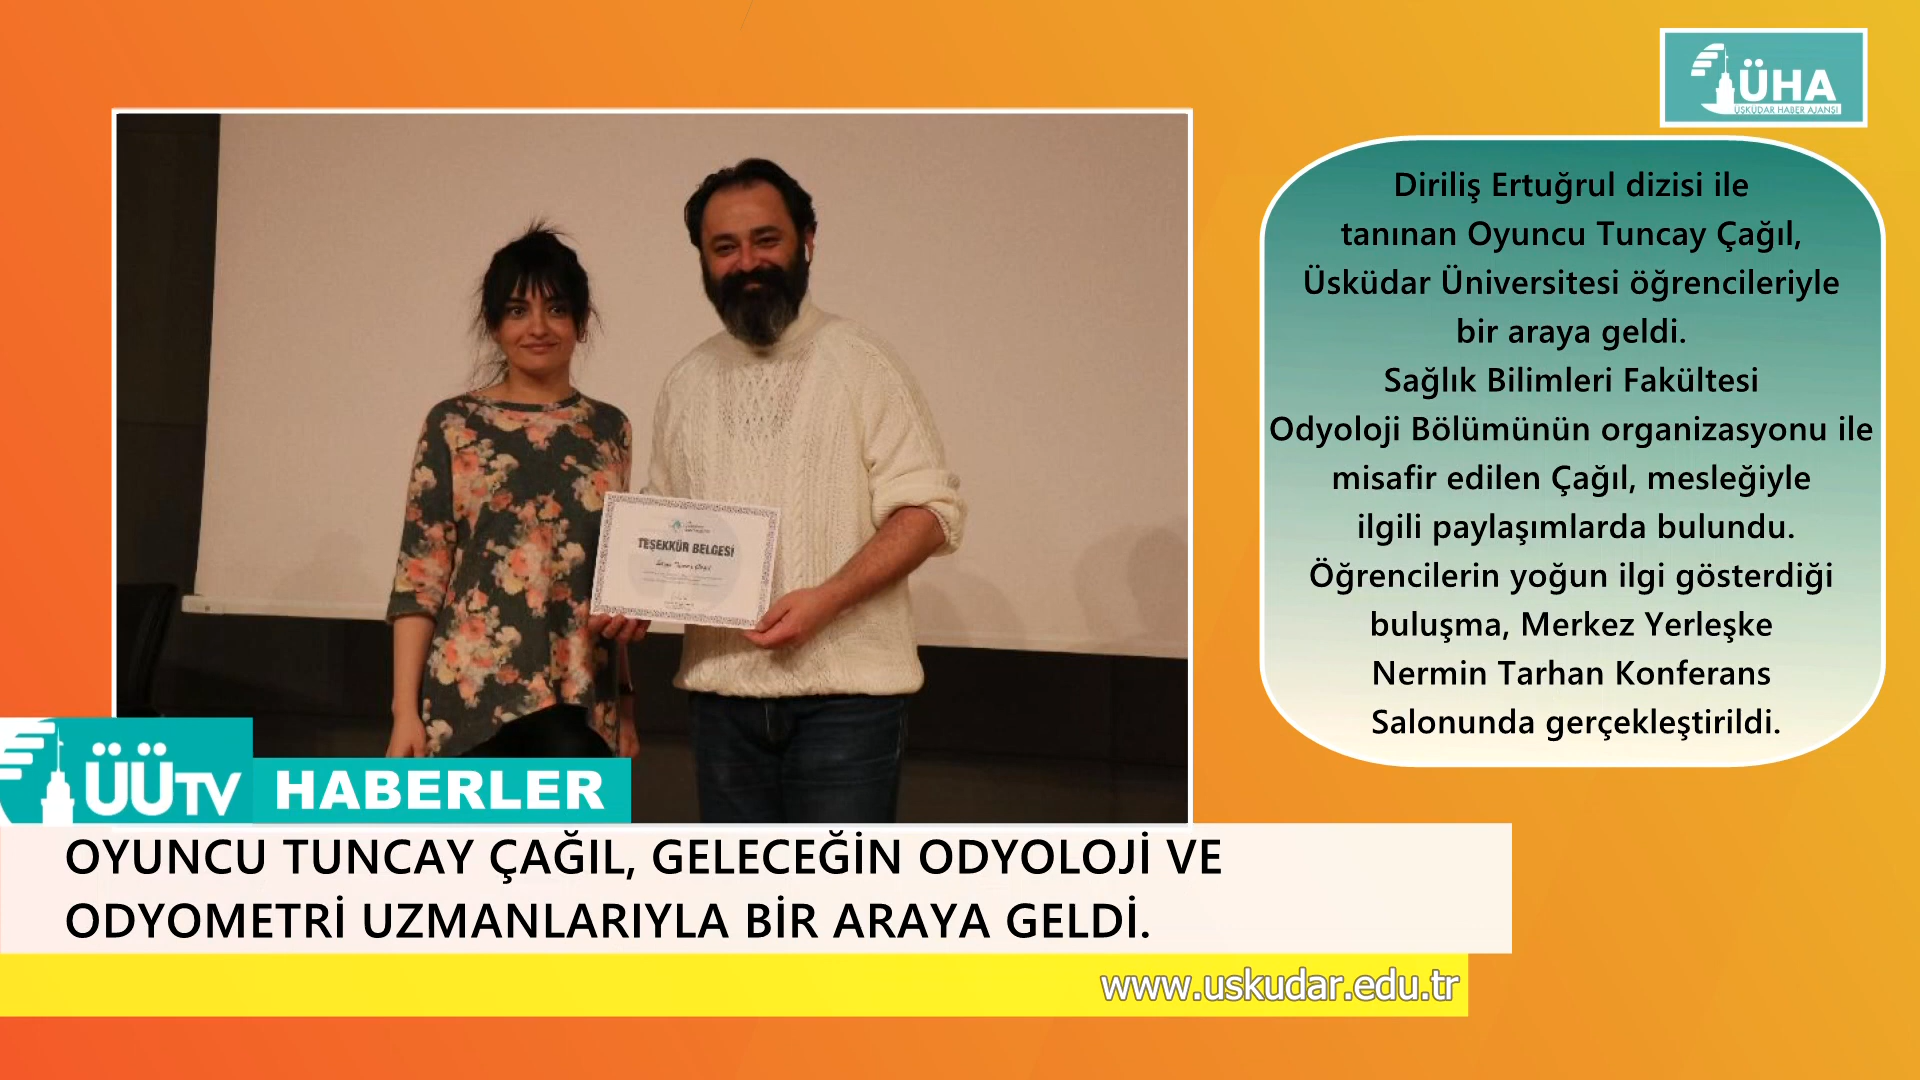 ÜHA
ÜSKÜDAR HABER AJANSI
Diriliş Ertuğrul dizisi ile
tanınan Oyuncu Tuncay Çağıl,
Üsküdar Üniversitesi öğrencileriyle
bir araya geldi.
Sağlık Bilimleri Fakültesi
Odyoloji Bölümünün organizasyonu ile
misafir edilen Çağıl, mesleğiyle
ilgili paylaşımlarda bulundu.
Öğrencilerin yoğun ilgi gösterdiği
buluşma, Merkez Yerleşke
Nermin Tarhan Konferans
Salonunda gerçekleştirildi.
TEŞEKKÜR BELGESİ
ÜÜTV HABERLER
OYUNCU TUNCAY ÇAĞIL, GELECEĞİN ODYOLOJİ VE
ODYOMETRİ UZMANLARIYLA BİR ARAYA GELDİ.
www.uskudar.edu.tr